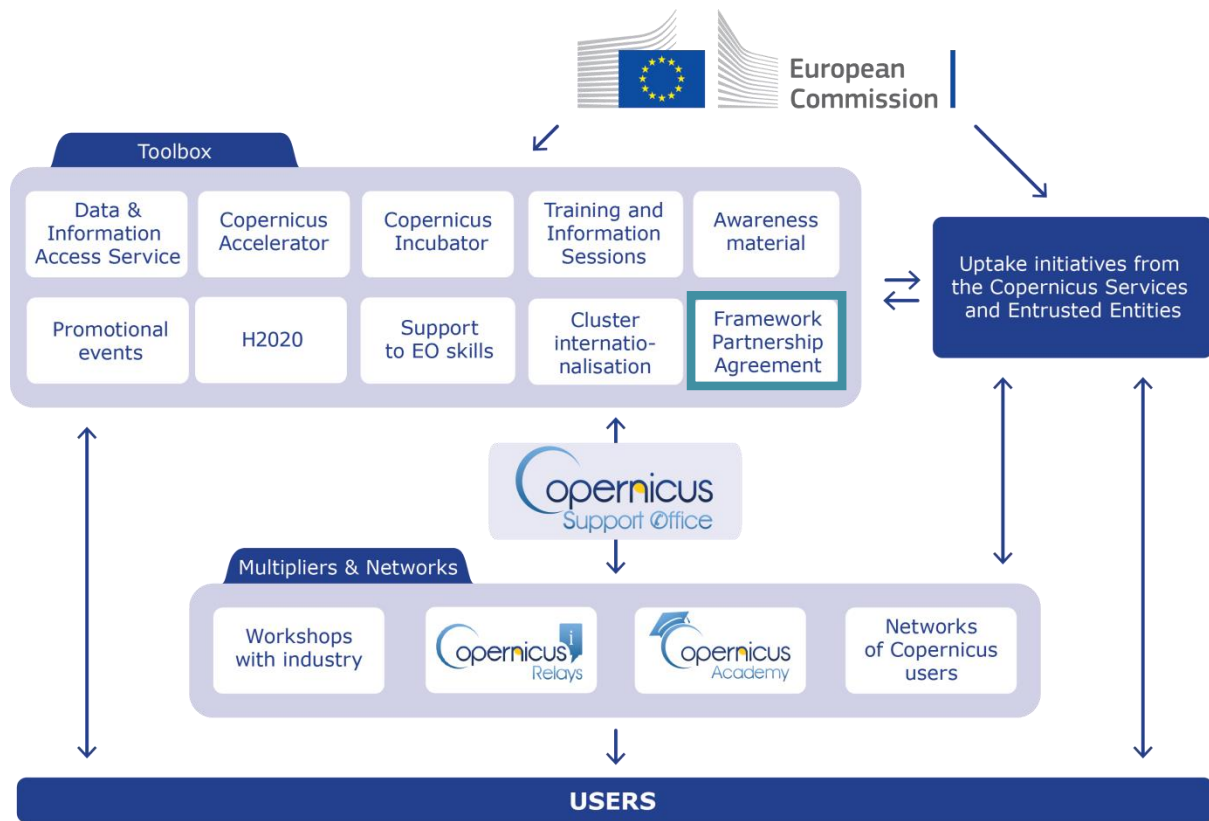 European
Commission
Toolbox
Data &
Information
Access Service
Copernicus
Accelerator
Copernicus
Incubator
Training and
Information
Sessions
Awareness
material
Promotional
events
H2020
Support
to EO skills
Cluster
internatio-
nalisation
Framework
Partnership
Agreement
Uptake initiatives from
the Copernicus Services
and Entrusted Entities
Copernicus
Support Office
Multipliers & Networks
Workshops
with industry
Copernicus
i
Relays
Copernicus
Academy
Networks
of Copernicus
users
USERS